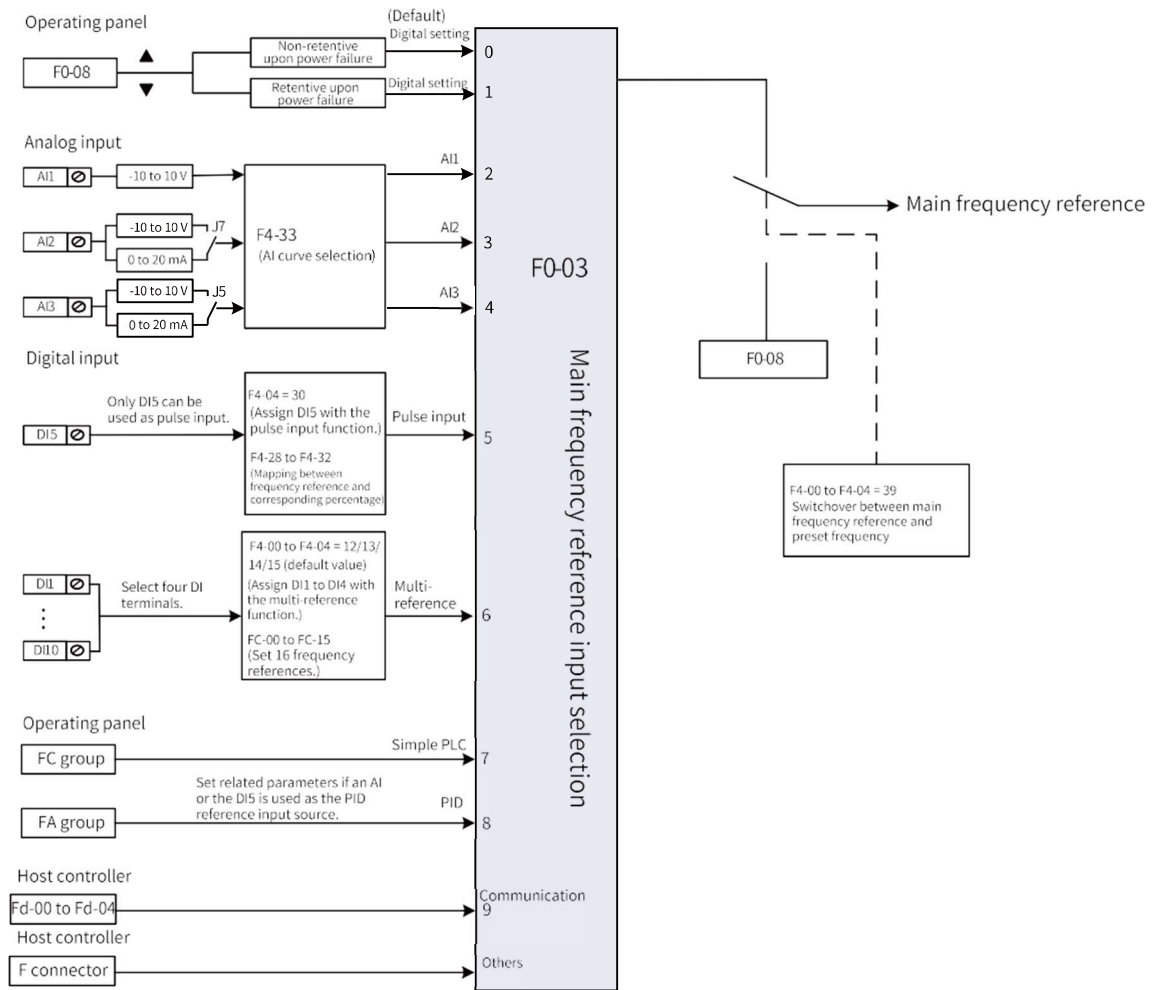 Operating panel
(Default)
Digital setting
F0-08
Non-retentive
upon power failure
0
Retentive upon
power failure
Digital setting
1
Analog input
AI1
-10 to 10 V
AI1
2
AI2
-10 to 10 V
0 to 20 mA
J7
F4-33
(AI curve selection)
AI2
3
AI3
-10 to 10 V
0 to 20 mA
J5
AI3
4
F0-03
Main frequency reference input selection
Main frequency reference
F0-08
F4-00 to F4-04 = 39
Switchover between main
frequency reference and
preset frequency
Digital input
DI5
Only DI5 can be
used as pulse input.
F4-04 = 30
(Assign DI5 with the
pulse input function.)
F4-28 to F4-32
(Mapping between
frequency reference and
corresponding percentage)
Pulse input
5
DI1
DI10
Select four DI
terminals.
F4-00 to F4-04 = 12/13/
14/15 (default value)
(Assign DI1 to DI4 with
the multi-reference
function.)
FC-00 to FC-15
(Set 16 frequency
references.)
Multi-
reference
6
Operating panel
FC group
Simple PLC
7
FA group
Set related parameters if an AI
or the DI5 is used as the PID
reference input source.
PID
8
Host controller
Fd-00 to Fd-04
Communication
9
Host controller
F connector
Others